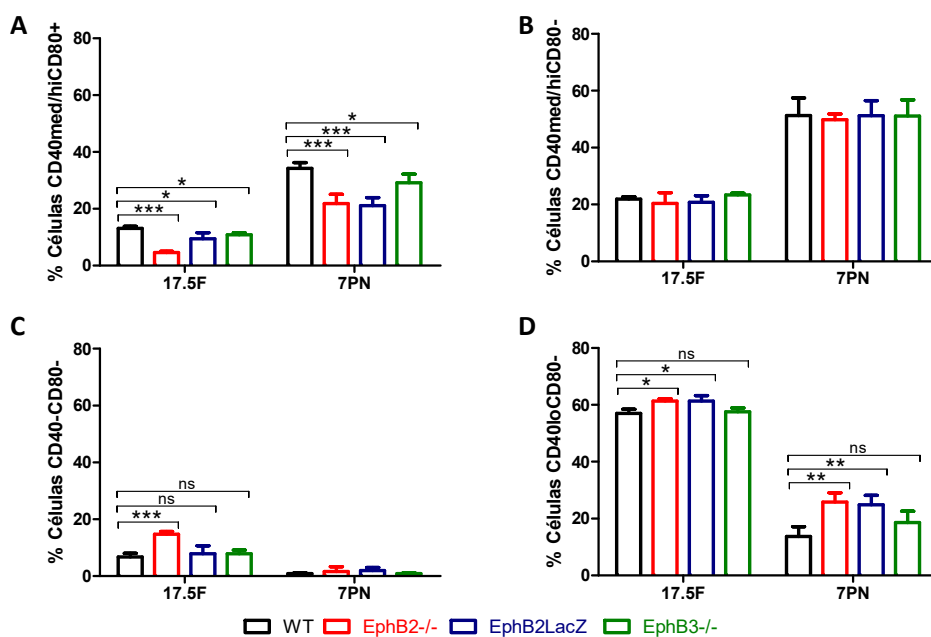 A
% Células CD40med/hiCD80+
80
60
40
20
0
*
*
***
*
***
***
17.5F
7PN
B
% Células CD40med/hiCD80-
80
60
40
20
0
17.5F
7PN
C
% Células CD40-CD80-
80
60
40
20
0
ns
ns
***
17.5F
7PN
D
% Células CD40loCD80-
80
60
40
20
0
ns
*
*
ns
**
**
17.5F
7PN
WT EphB2-/- EphB2LacZ EphB3-/-